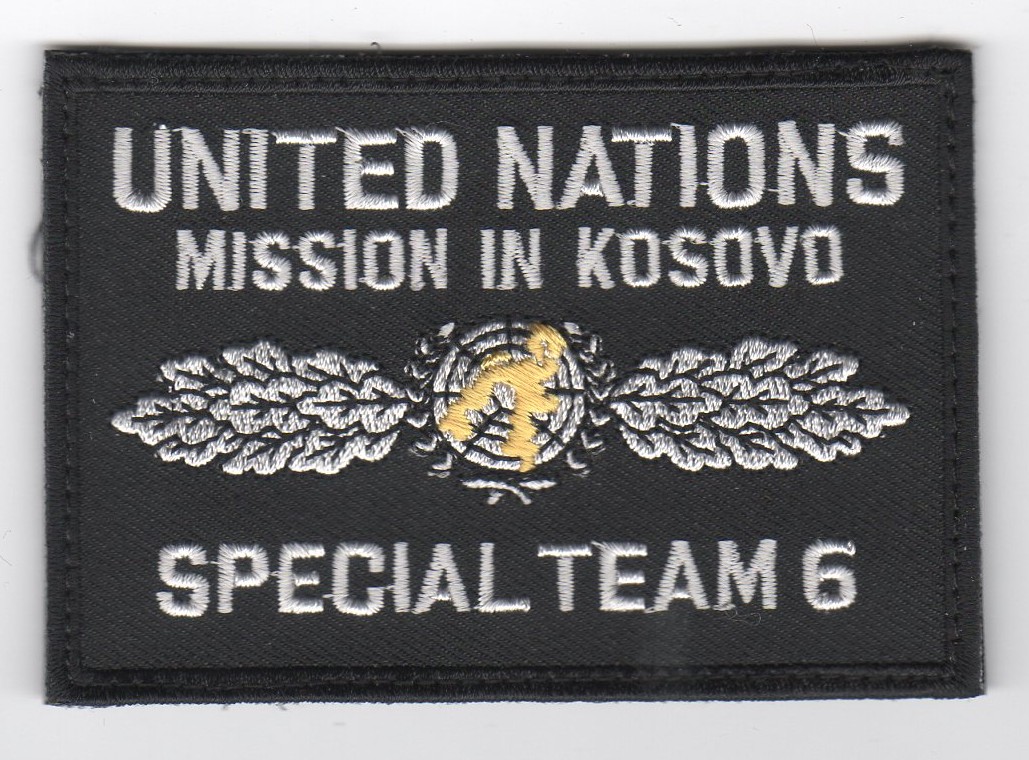 UNITED NATIONS
MISSION IN KOSOVO
SPECIAL TEAM 6